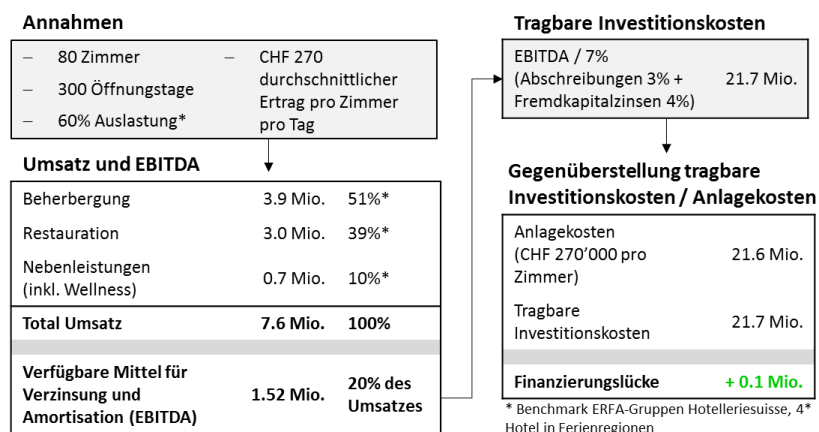 Annahmen
– 80 Zimmer
– 300 Öffnungstage
– 60% Auslastung*
– CHF 270
durchschnittlicher
Ertrag pro Zimmer
pro Tag
Umsatz und EBITDA
Beherbergung 3.9 Mio. 51%*
Restauration 3.0 Mio. 39%*
Nebenleistungen
(inkl. Wellness) 0.7 Mio. 10%*
Total Umsatz 7.6 Mio. 100%
Verfügbare Mittel für
Verzinsung und
Amortisation (EBITDA)
1.52 Mio.
20% des
Umsatzes
Tragbare Investitionskosten
EBITDA / 7%
(Abschreibungen 3% + 21.7 Mio.
Fremdkapitalzinsen 4%)
Gegenüberstellung tragbare
Investitionskosten / Anlagekosten
Anlagekosten
(CHF 270’000 pro 21.6 Mio.
Zimmer)
Tragbare
Investitionskosten
21.7 Mio.
Finanzierungslücke + 0.1 Mio.
* Benchmark ERFA-Gruppen Hotelleriesuisse, 4*
Hotel in Ferienregionen